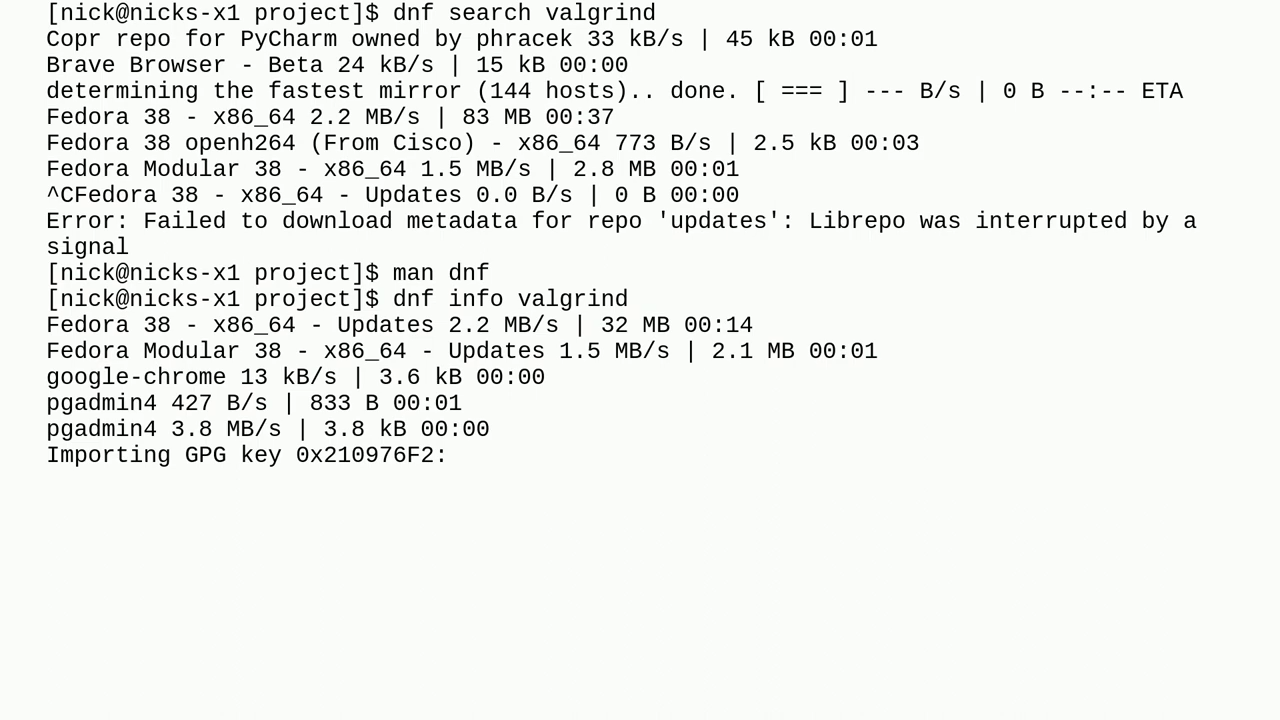 [nick@nicks-x1 project]$ dnf search valgrind
Copr repo for PyCharm owned by phracek 33 kB/s | 45 kB 00:01
Brave Browser - Beta 24 kB/s | 15 kB 00:00
determining the fastest mirror (144 hosts).. done. [ === ] --- B/s | 0 B --:-- ETA
Fedora 38 - x86_64 2.2 MB/s | 83 MB 00:37
Fedora 38 openh264 (From Cisco) - x86_64 773 B/s | 2.5 kB 00:03
Fedora Modular 38 - x86_64 1.5 MB/s | 2.8 MB 00:01
^CFedora 38 - x86_64 - Updates 0.0 B/s | 0 B 00:00
Error: Failed to download metadata for repo 'updates': Librepo was interrupted by a
signal
[nick@nicks-x1 project]$ man dnf
[nick@nicks-x1 project]$ dnf info valgrind
Fedora 38 - x86_64 - Updates 2.2 MB/s | 32 MB 00:14
Fedora Modular 38 - x86_64 - Updates 1.5 MB/s | 2.1 MB 00:01
google-chrome 13 kB/s | 3.6 kB 00:00
pgadmin4 427 B/s | 833 B 00:01
pgadmin4 3.8 MB/s | 3.8 kB 00:00
Importing GPG key 0x210976F2: